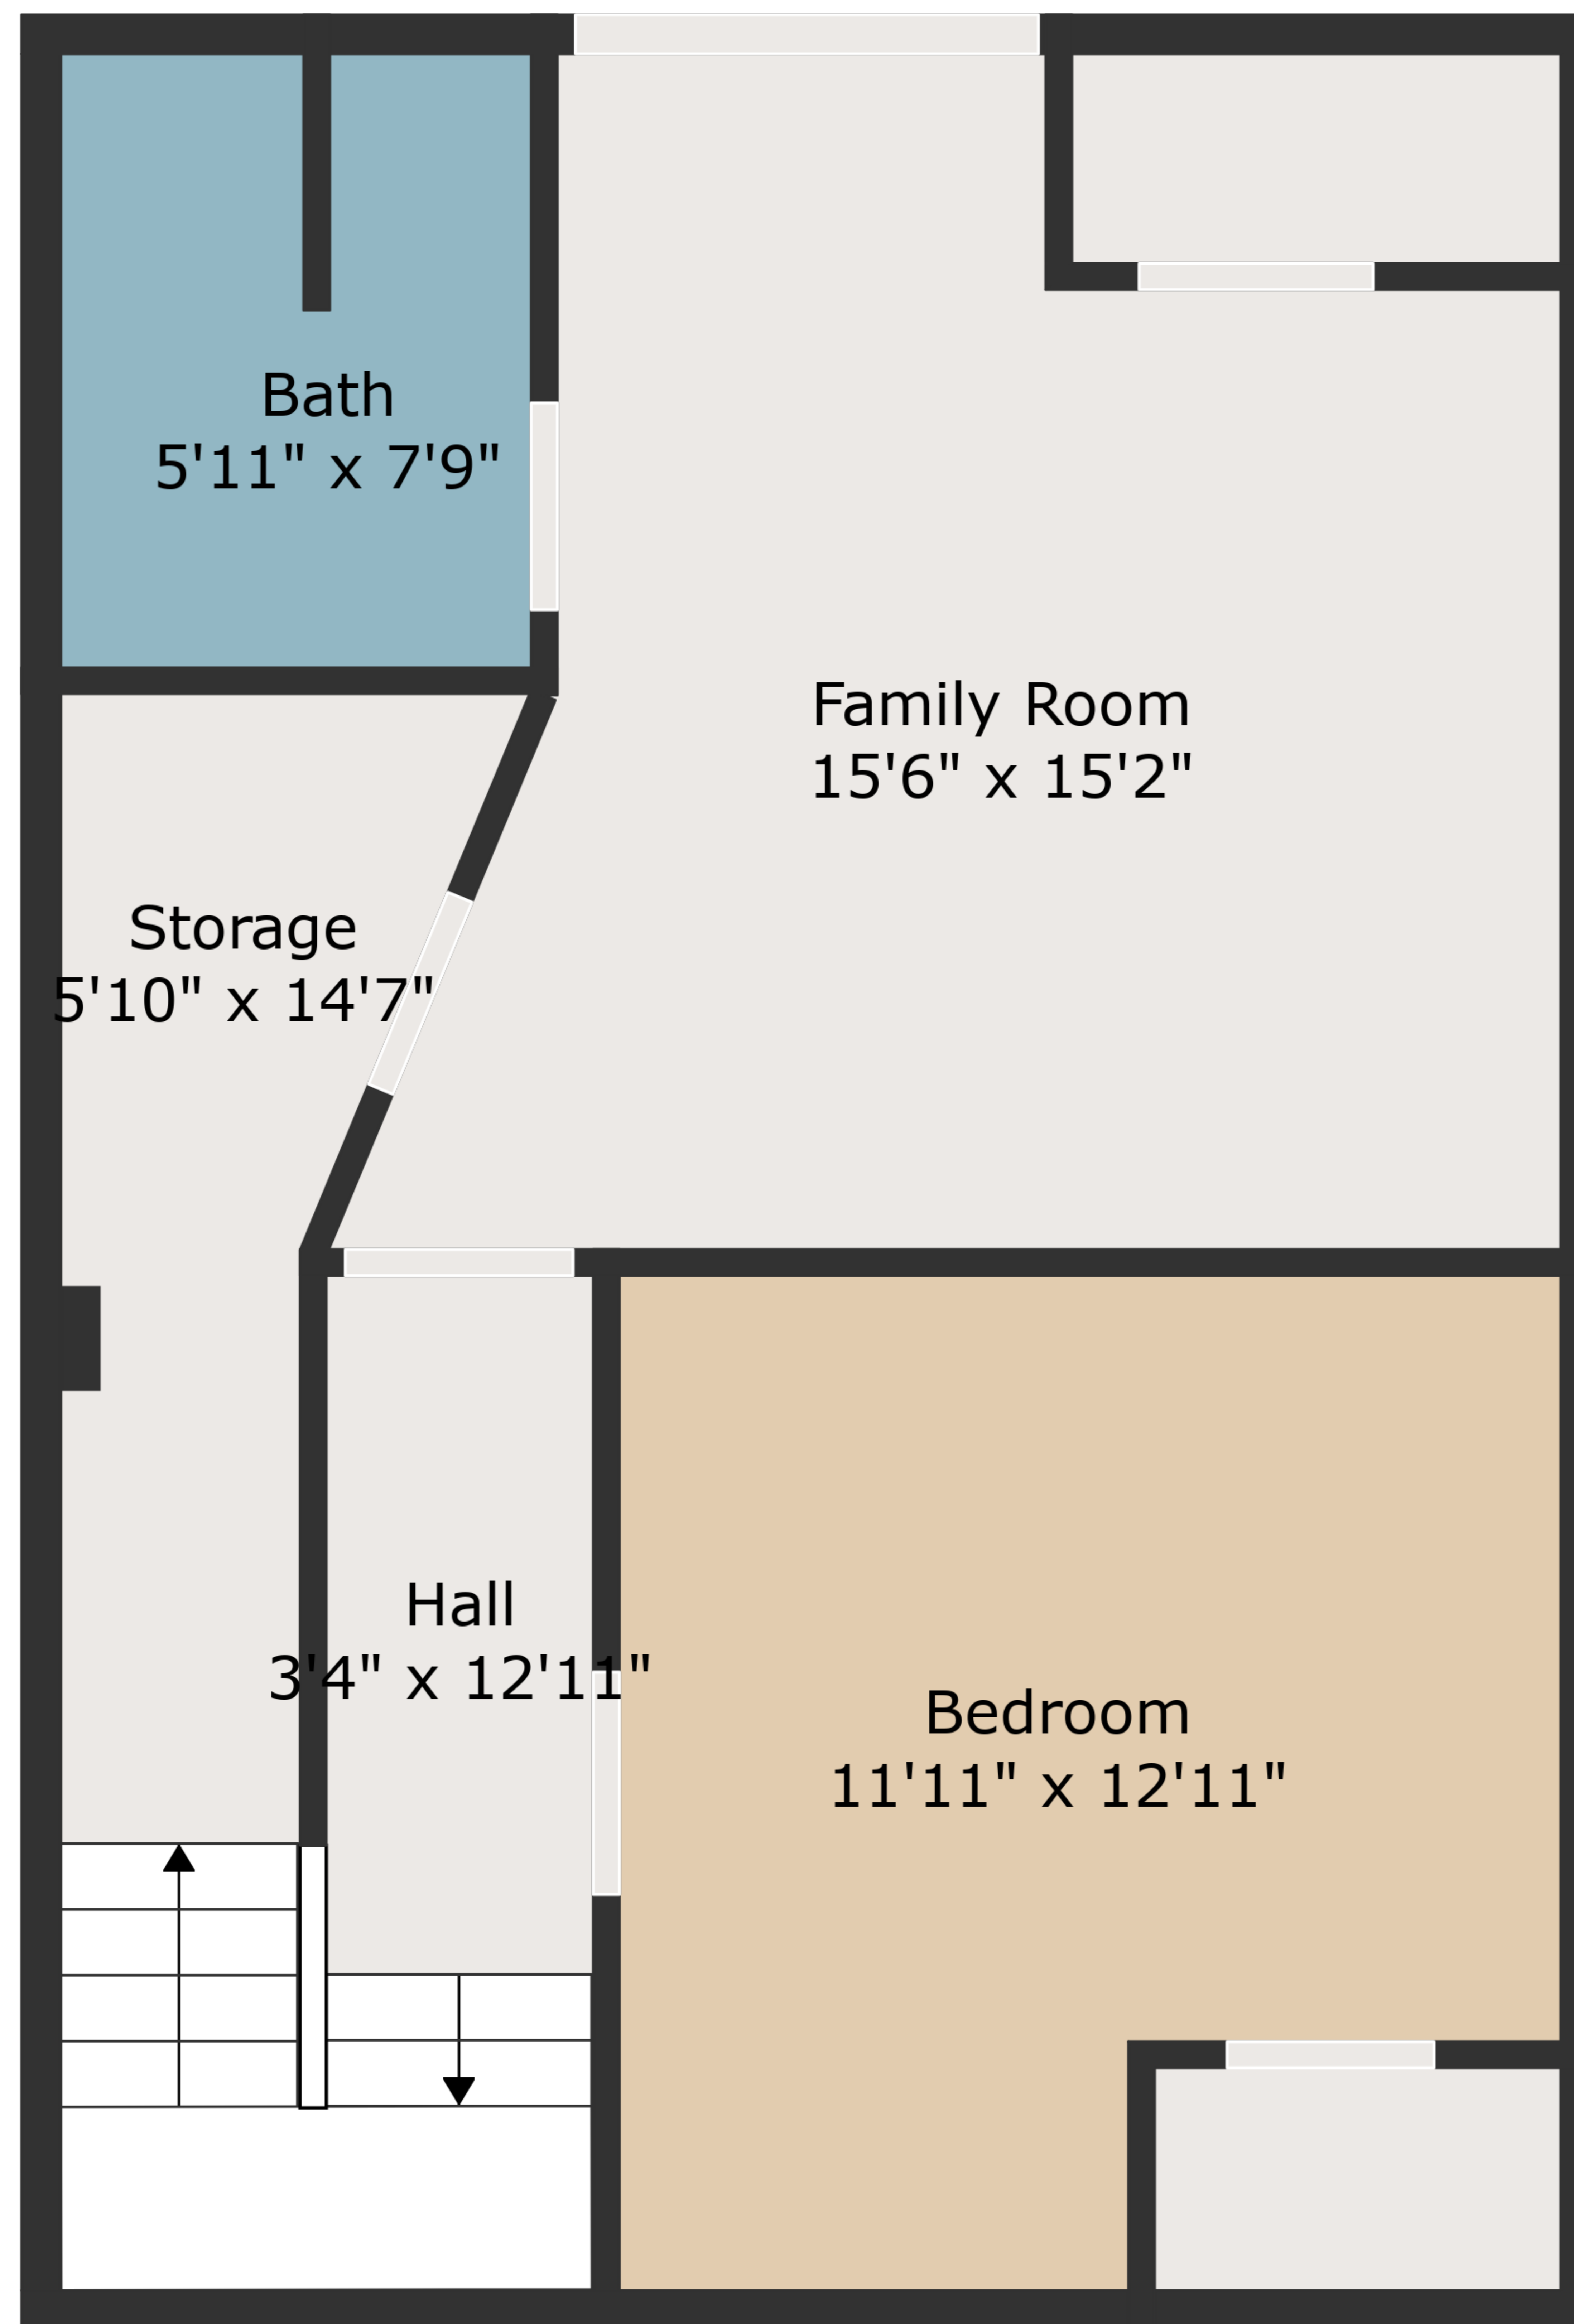 Bath
5'11" x 7'9"
Family Room
15'6" x 15'2"
Storage
5'10" x 14'7"
Hall
3'4" x 12'11"
Bedroom
11'11" x 12'11"